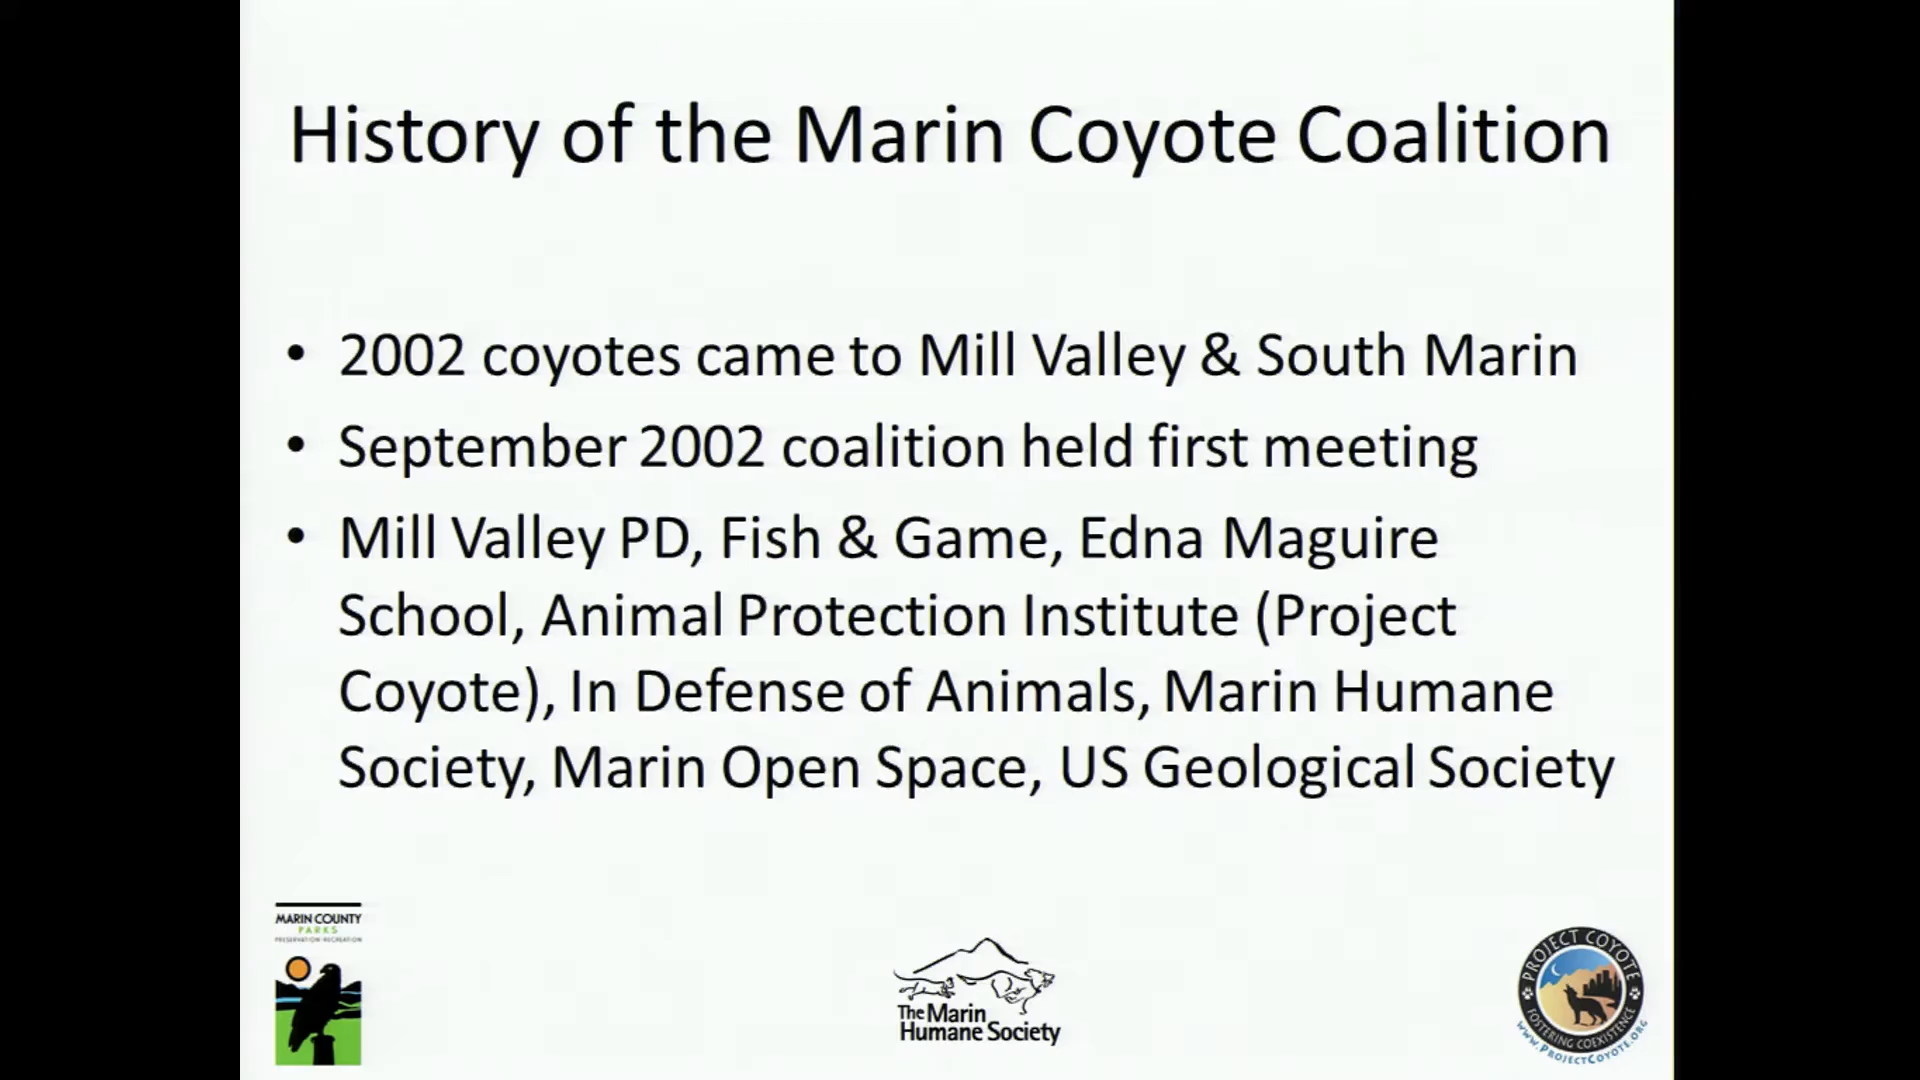 History of the Marin Coyote Coalition
• 2002 coyotes came to Mill Valley & South Marin
• September 2002 coalition held first meeting
• Mill Valley PD, Fish & Game, Edna Maguire
School, Animal Protection Institute (Project
Coyote), In Defense of Animals, Marin Humane
Society, Marin Open Space, US Geological Society
MARIN COUNTY
PARKS
PRESERVATION·RECREATION
The Marin
Humane Society
PROJECT COYOTE
FOSTERING COEXISTENCE
www.ProjectCoyote.org